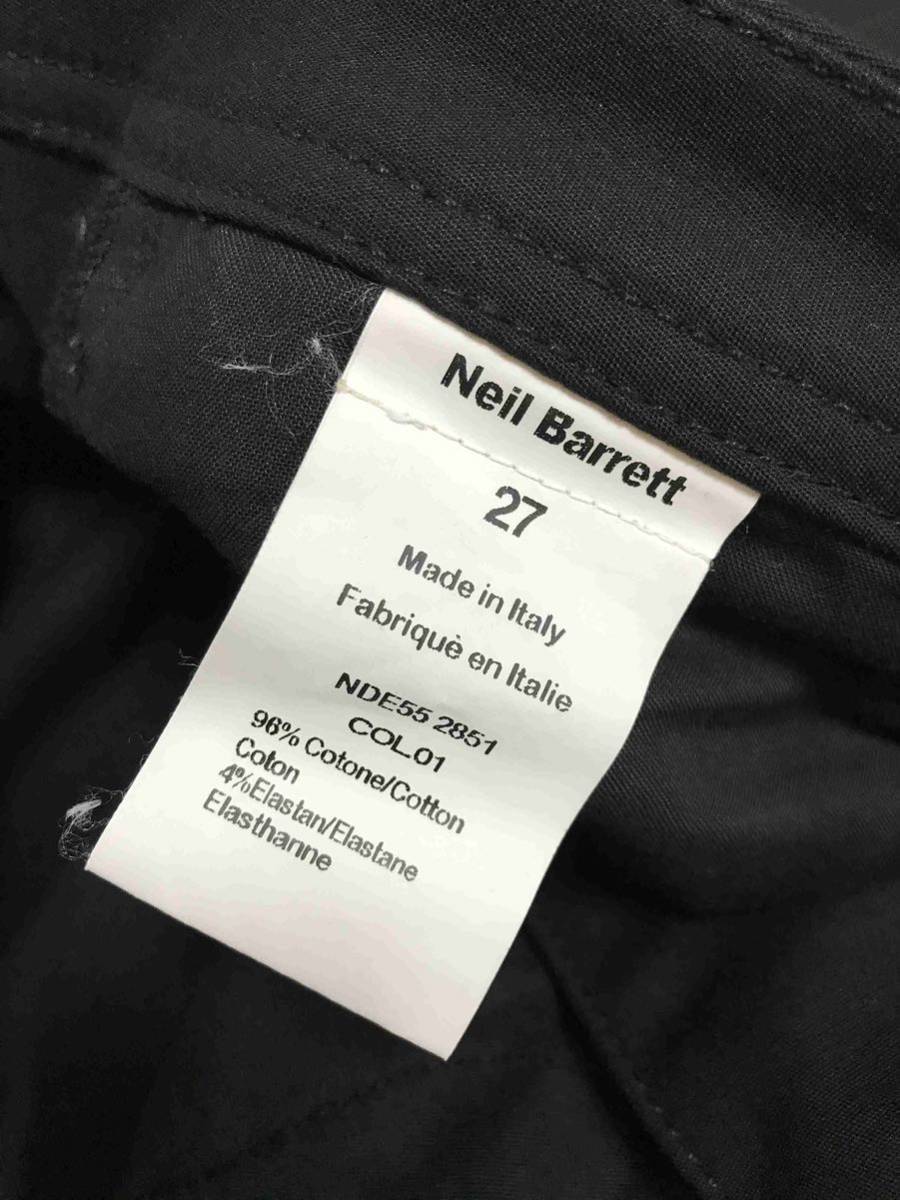 Neil Barrett
27
Made in Italy
Fabriquè en Italie
NDE55 2851
COL.01
96% Cotone/Cotton
Coton
4%Elastan/Elastane
Elasthanne